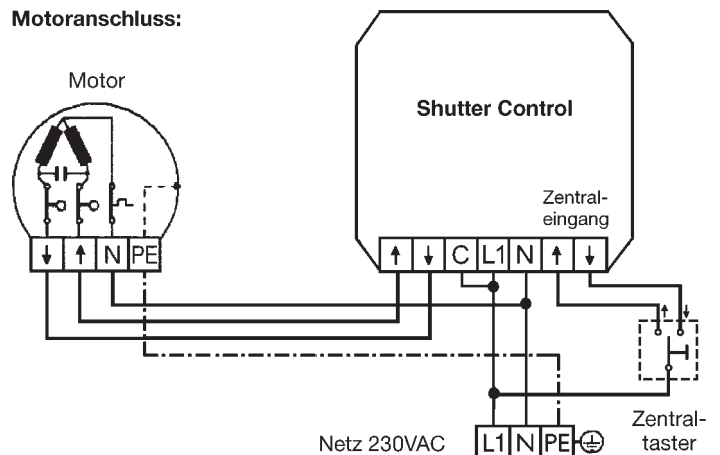 Motoranschluss:
Motor
Shutter Control
Zentral-
eingang
↓ ↑ N PE
↑ ↓ C L1 N ↑ ↓
↑ ↓
Zentral-
taster
Netz 230VAC L1 N PE